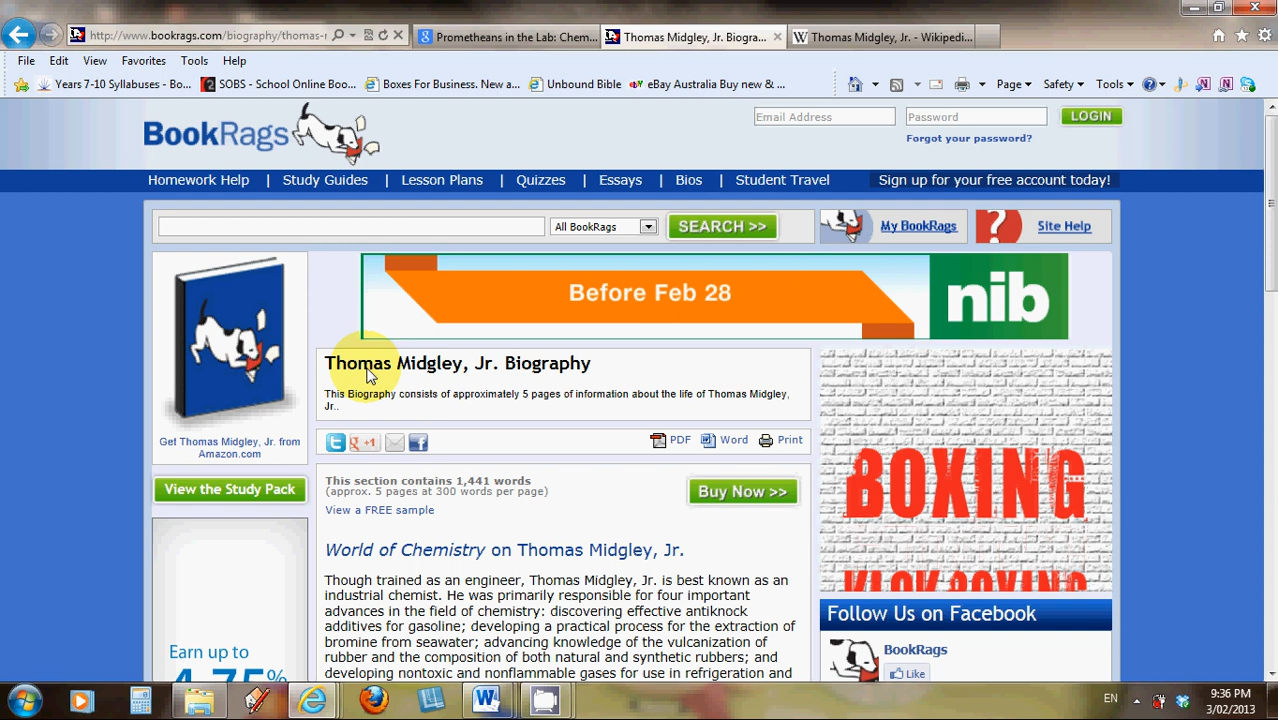 http://www.bookrags.com/biography/thomas-
Prometheans in the Lab: Chem...
Thomas Midgley, Jr. Biogra...
W Thomas Midgley, Jr. - Wikipedi...
File Edit View Favorites Tools Help
Years 7-10 Syllabuses - Bo...
SOBS - School Online Boo...
Boxes For Business. New a...
Unbound Bible
eBay Australia Buy new & ...
Page
Safety
Tools
BookRags
Email Address
Password
LOGIN
Forgot your password?
Homework Help | Study Guides | Lesson Plans | Quizzes | Essays | Bios | Student Travel
Sign up for your free account today!
All BookRags
SEARCH >>
My BookRags
Site Help
Before Feb 28
nib
Get Thomas Midgley, Jr. from
Amazon.com
View the Study Pack
Earn up to
4.75%
Thomas Midgley, Jr. Biography
This Biography consists of approximately 5 pages of information about the life of Thomas Midgley,
Jr..
+1
PDF
Word
Print
This section contains 1,441 words
(approx. 5 pages at 300 words per page)
View a FREE sample
Buy Now >>
World of Chemistry on Thomas Midgley, Jr.
Though trained as an engineer, Thomas Midgley, Jr. is best known as an
industrial chemist. He was primarily responsible for four important
advances in the field of chemistry: discovering effective antiknock
additives for gasoline; developing a practical process for the extraction of
bromine from seawater; advancing knowledge of the vulcanization of
rubber and the composition of both natural and synthetic rubbers; and
developing nontoxic and nonflammable gases for use in refrigeration and
BOXING
KICK BOXING
Follow Us on Facebook
BookRags
Like
EN
9:36 PM
3/02/2013